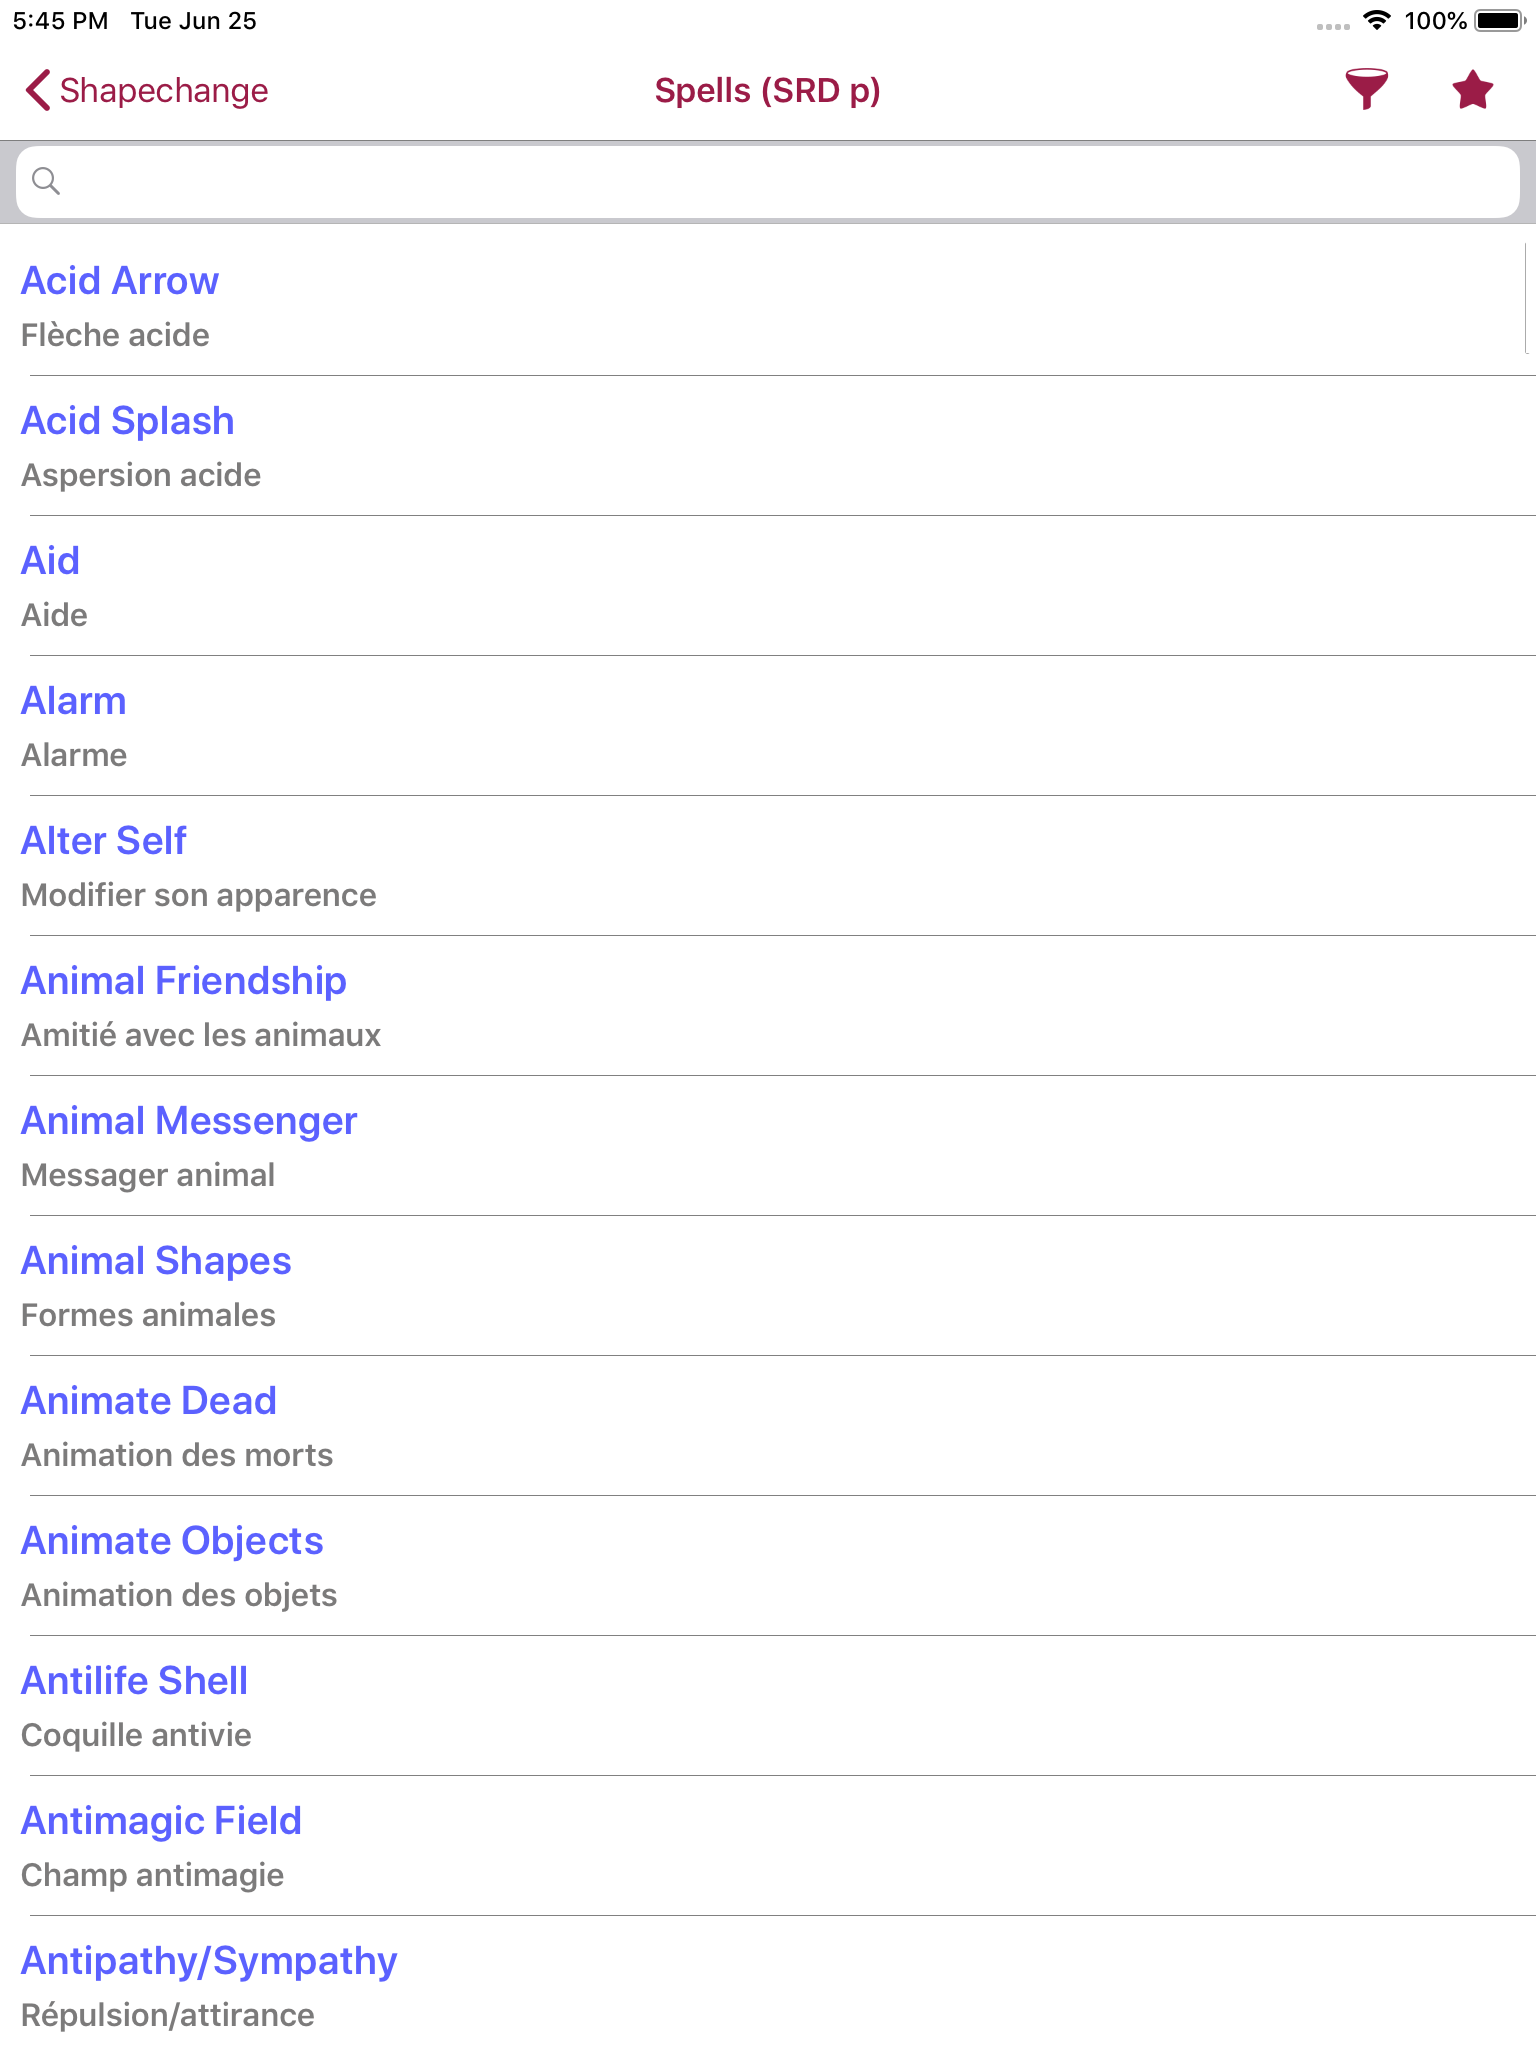 5:45 PM Tue Jun 25 100%
Shapechange Spells (SRD p)
Acid Arrow
Flèche acide
Acid Splash
Aspersion acide
Aid
Aide
Alarm
Alarme
Alter Self
Modifier son apparence
Animal Friendship
Amitié avec les animaux
Animal Messenger
Messager animal
Animal Shapes
Formes animales
Animate Dead
Animation des morts
Animate Objects
Animation des objets
Antilife Shell
Coquille antivie
Antimagic Field
Champ antimagie
Antipathy/Sympathy
Répulsion/attirance